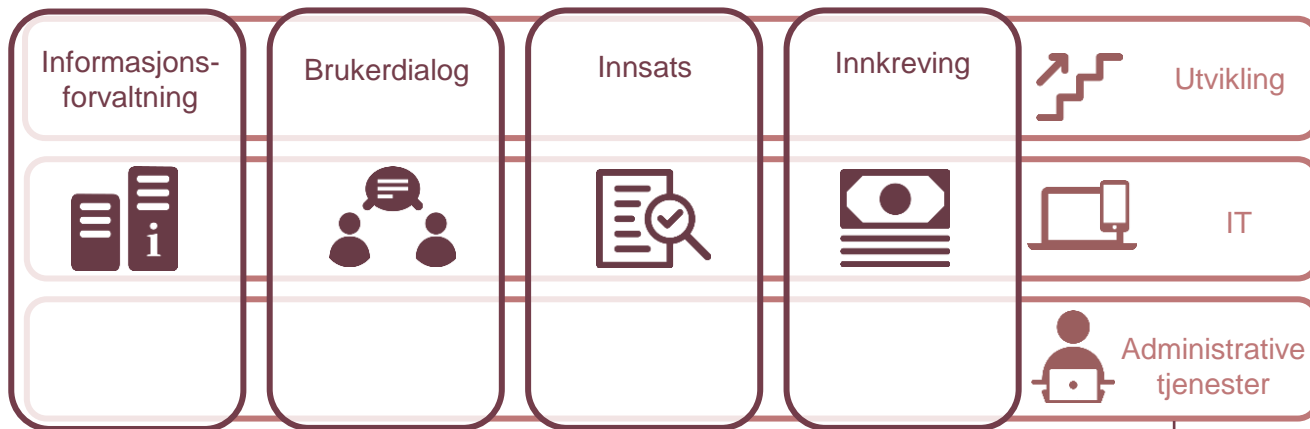 Informasjons-
forvaltning
Brukerdialog
Innsats
Innkreving
Utvikling
i
IT
Administrative
tjenester